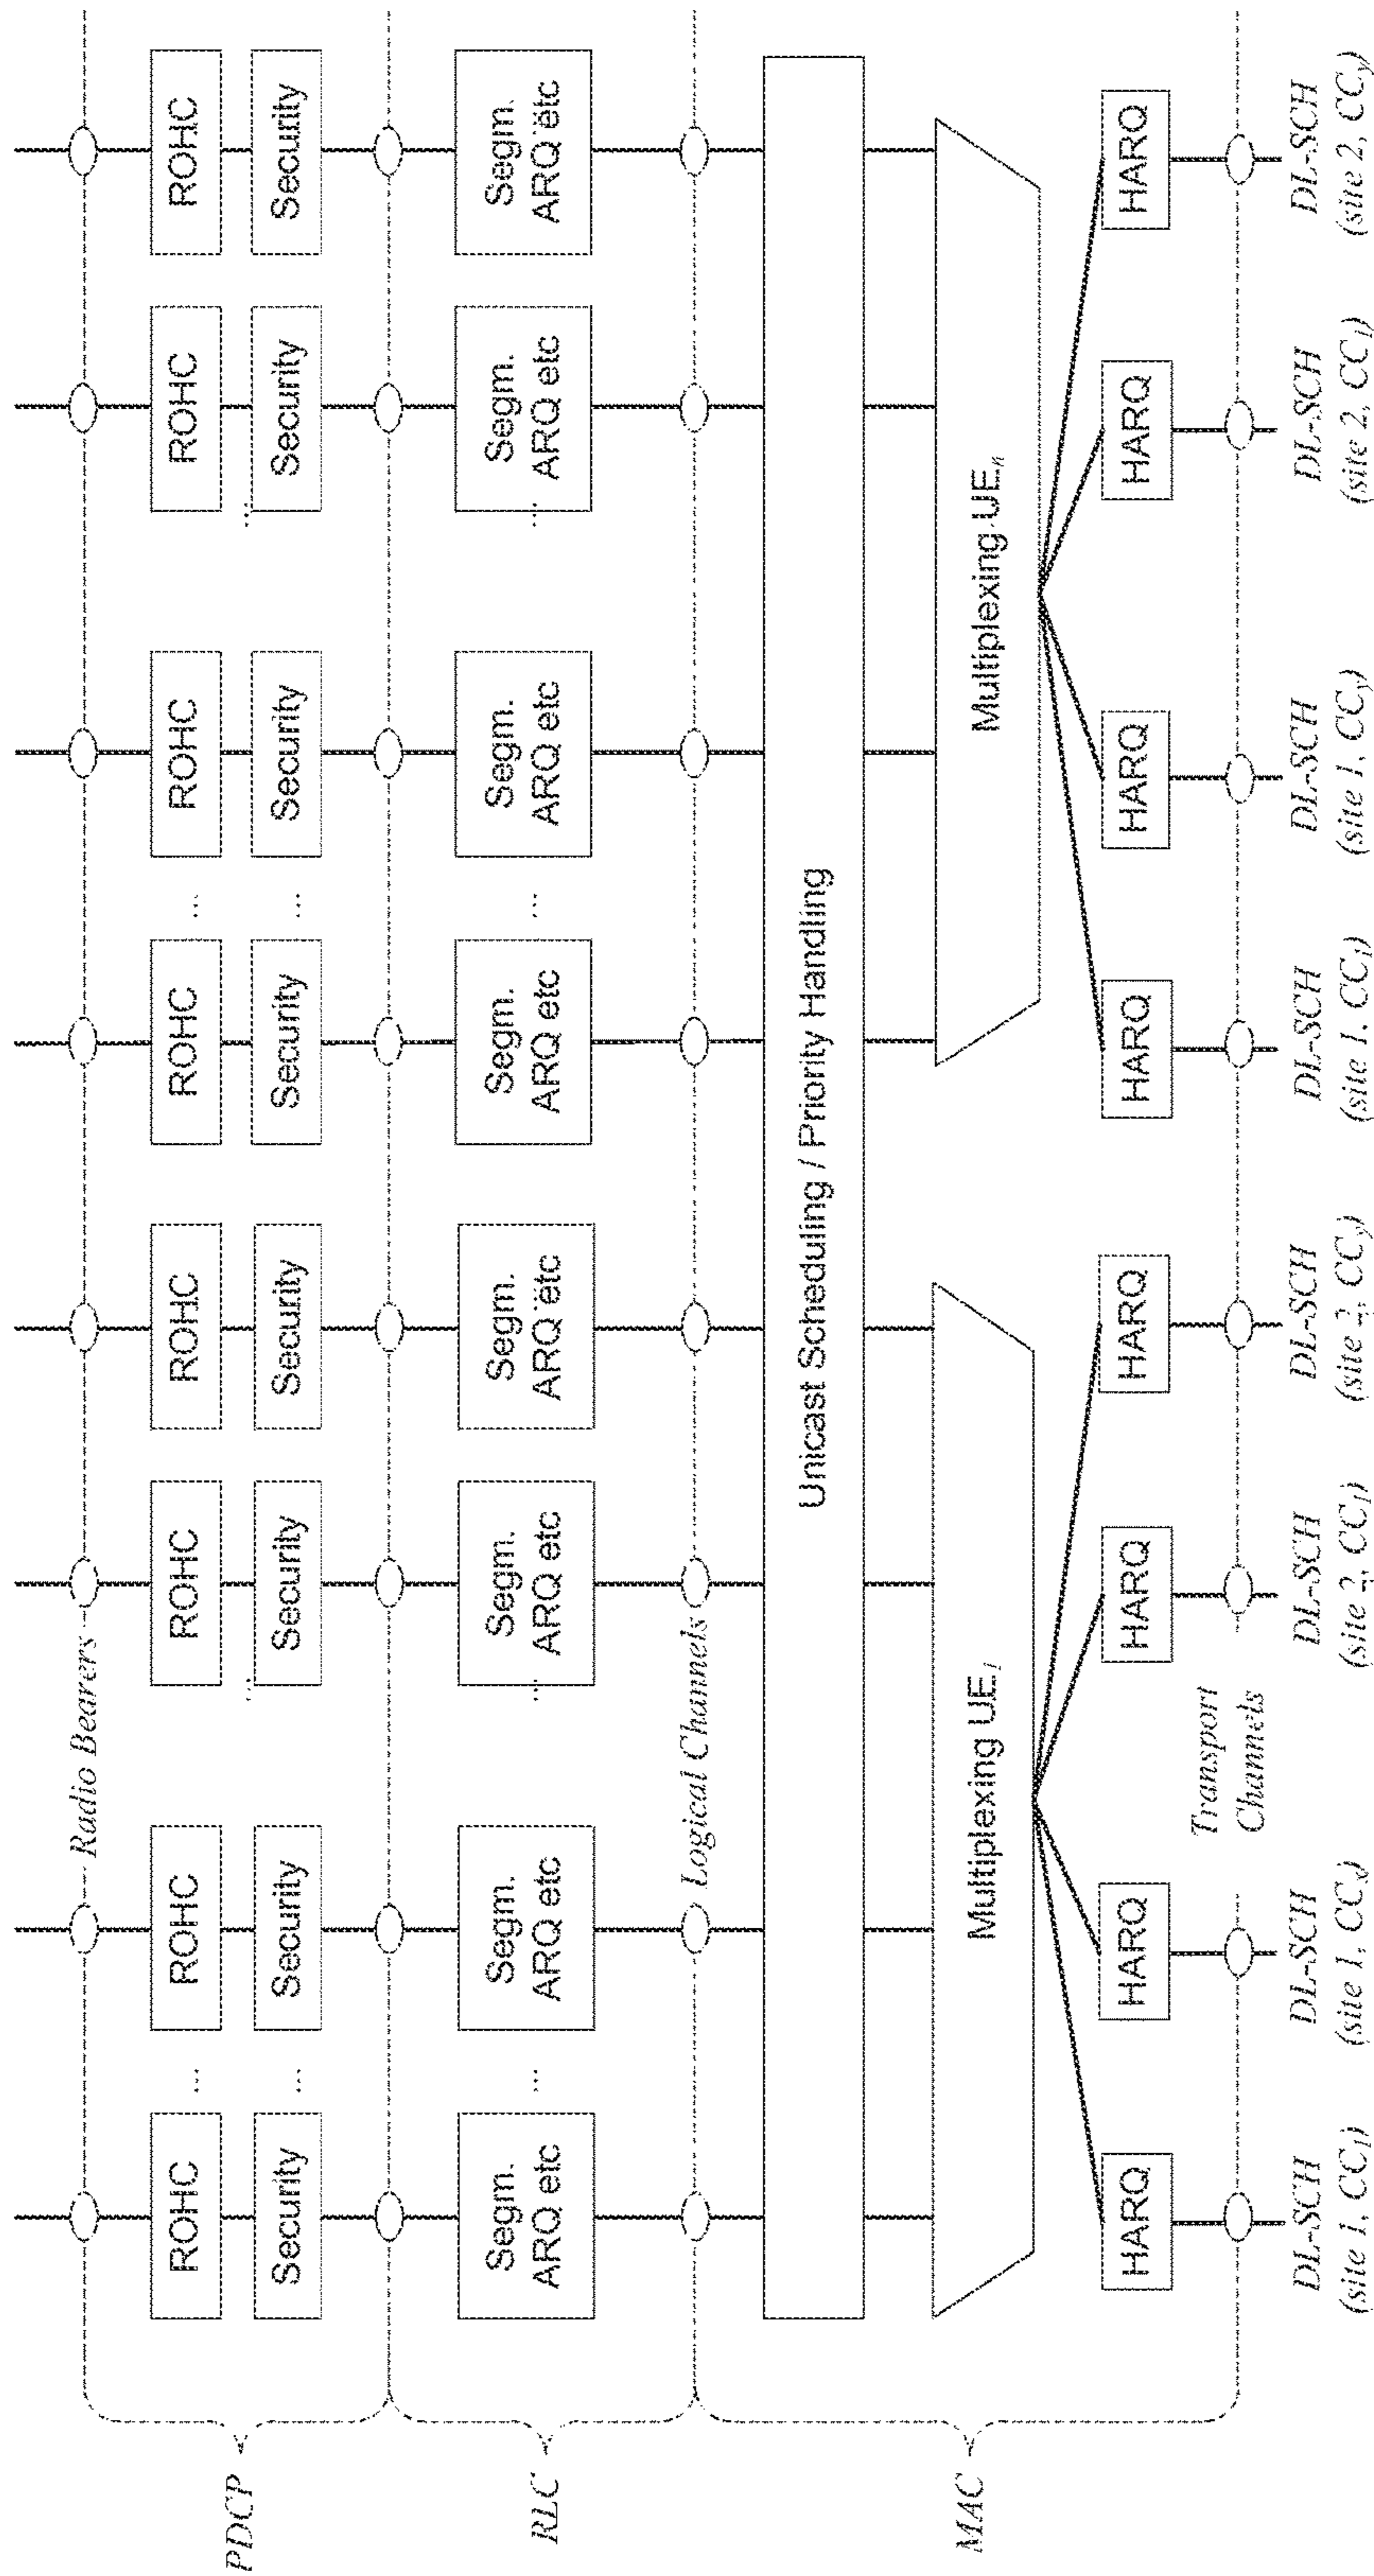 Radio Bearers
ROHC ... ROHC ROHC ROHC ROHC ... ROHC ROHC ROHC
PDCP
...
...
Security ... Security Security Security Security ... Security Security Security
Segm. Segm. Segm. Segm. Segm. Segm. Segm. Segm.
ARQ etc ... ARQ etc ... ARQ etc ARQ etc ARQ etc ... ARQ etc ... ARQ etc ARQ etc
RLC
Logical Channels
Unicast Scheduling / Priority Handling
MAC
Multiplexing UE1
Multiplexing UEn
HARQ HARQ HARQ HARQ HARQ HARQ HARQ HARQ
Transport
Channels
DL-SCH DL-SCH DL-SCH DL-SCH DL-SCH DL-SCH DL-SCH DL-SCH
(site 1, CC1) (site 1, CCx) (site 2, CC1) (site 2, CCy) (site 1, CC1) (site 1, CCy) (site 2, CC1) (site 2, CCy)